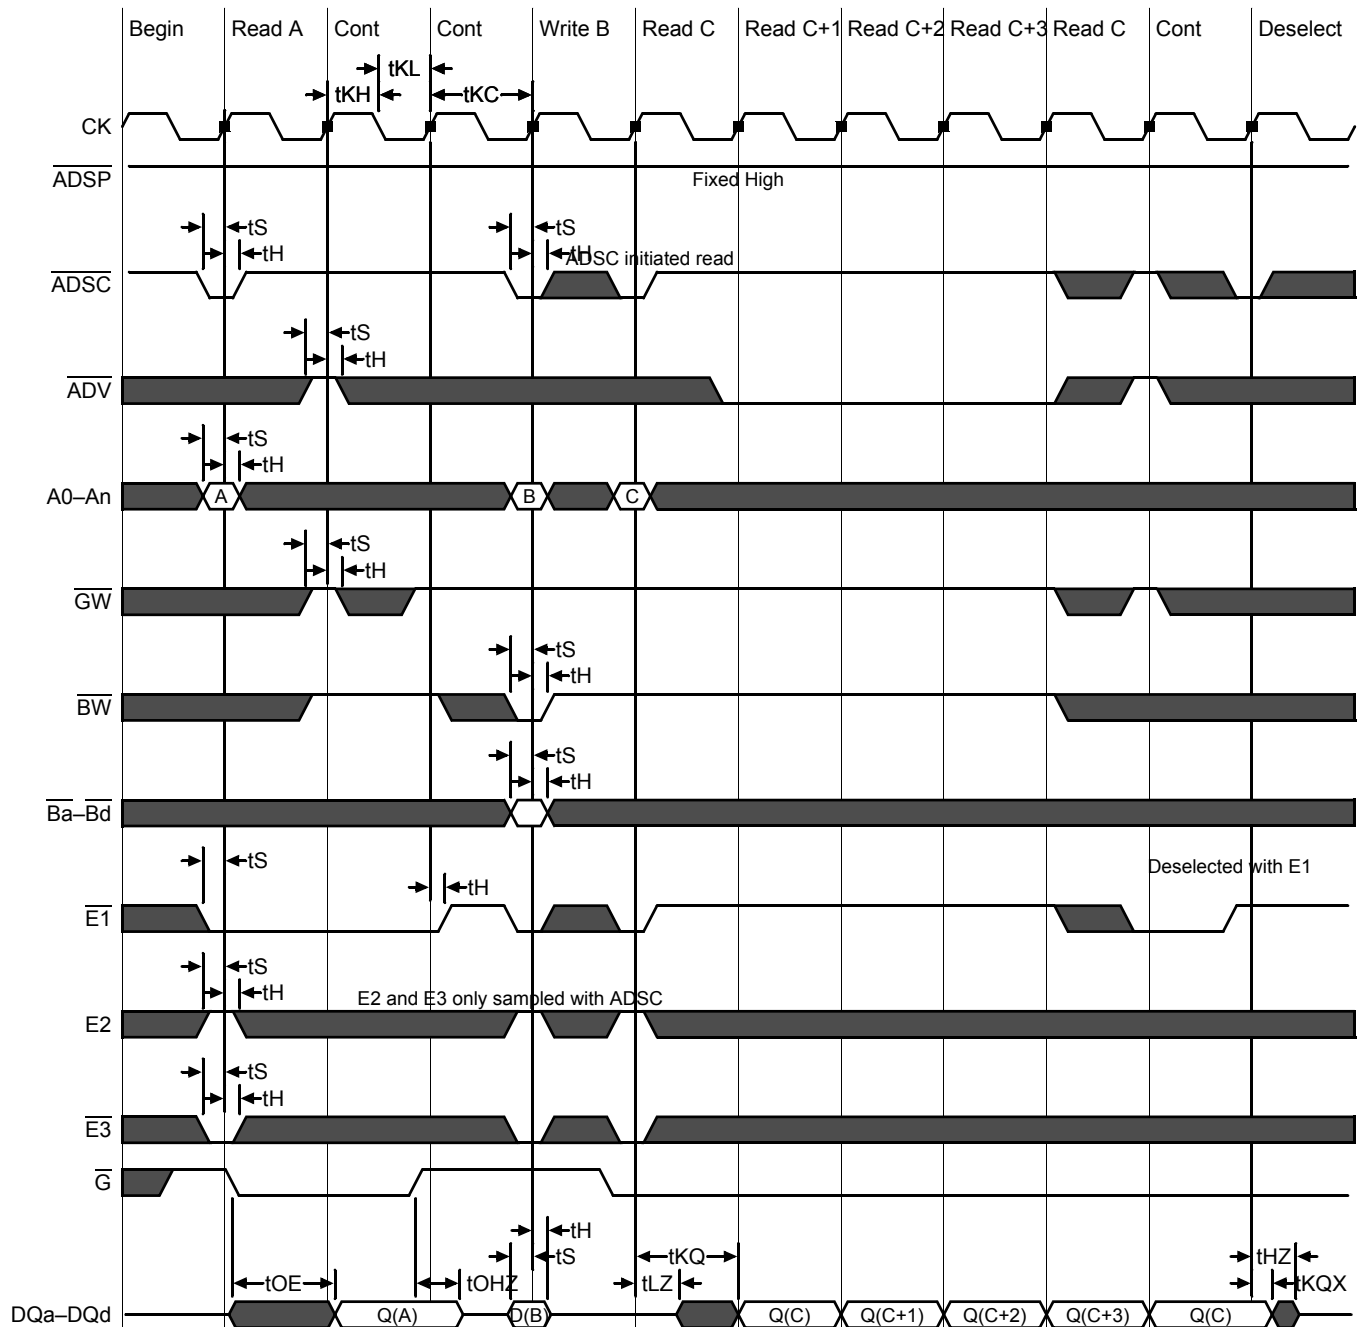 Begin Read A Cont Cont Write B Read C Read C+1 Read C+2 Read C+3 Read C Cont Deselect
tKL
tKH tKC
CK
ADSP
Fixed High
tS tS
tH tH
ADSC initiated read
ADSC
tS
tH
ADV
tS
tH
A0–An A B C
tS
tH
GW
tS
tH
BW
tS
tH
Ba–Bd
tS
Deselected with E1
tH
E1
tS
tH
E2 and E3 only sampled with ADSC
E2
tS
tH
E3
G
tH
tS tKQ tHZ
tOE tOHZ tLZ tKQX
DQa–DQd Q(A) D(B) Q(C) Q(C+1) Q(C+2) Q(C+3) Q(C)